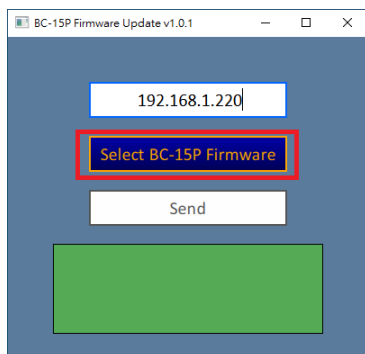 BC-15P Firmware Update v1.0.1
192.168.1.220
Select BC-15P Firmware
Send